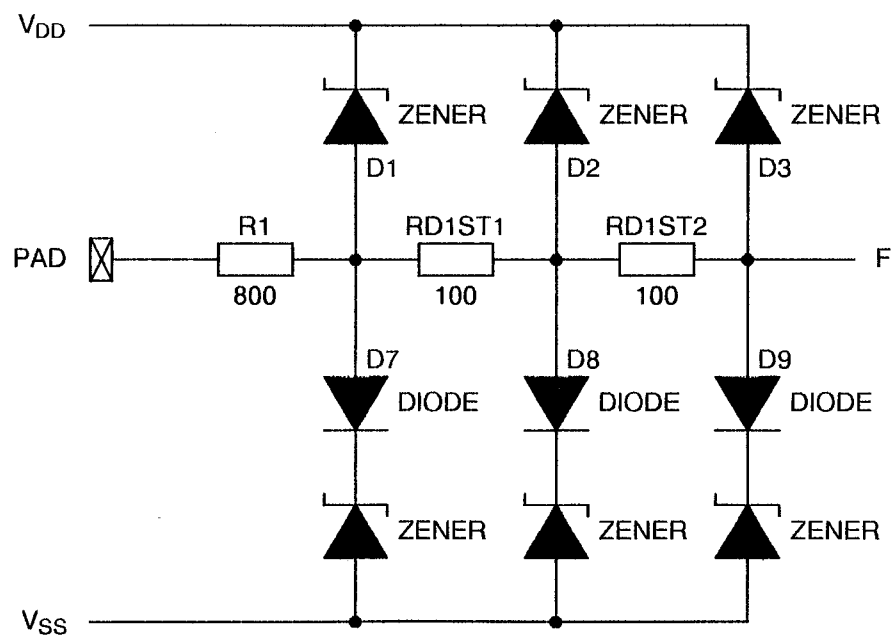 VDD
ZENER ZENER ZENER
D1 D2 D3
R1 RD1ST1 RD1ST2
PAD F
800 100 100
D7 D8 D9
DIODE DIODE DIODE
ZENER ZENER ZENER
VSS